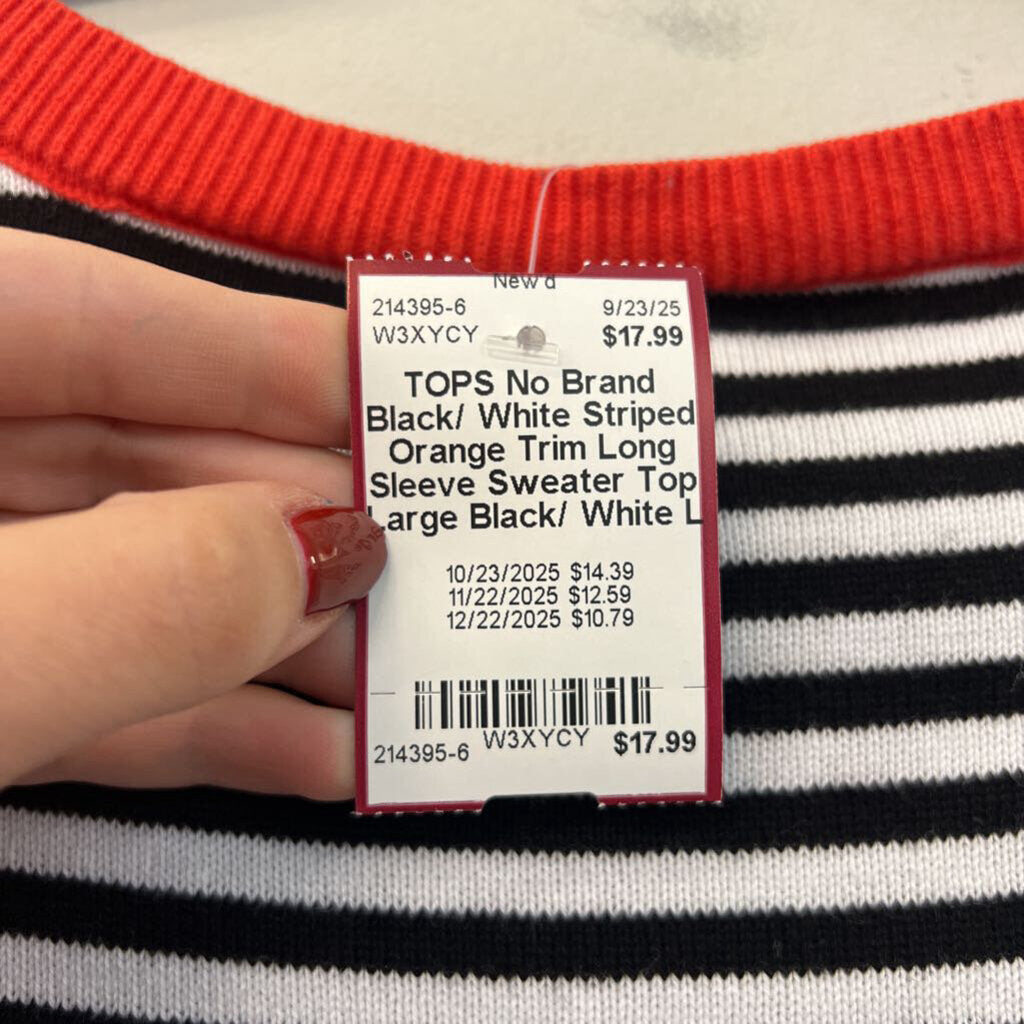 New'd
214395-6 9/23/25
W3XYCY $17.99
TOPS No Brand
Black/ White Striped
Orange Trim Long
Sleeve Sweater Top
Large Black/ White L
10/23/2025 $14.39
11/22/2025 $12.59
12/22/2025 $10.79
214395-6 W3XYCY $17.99